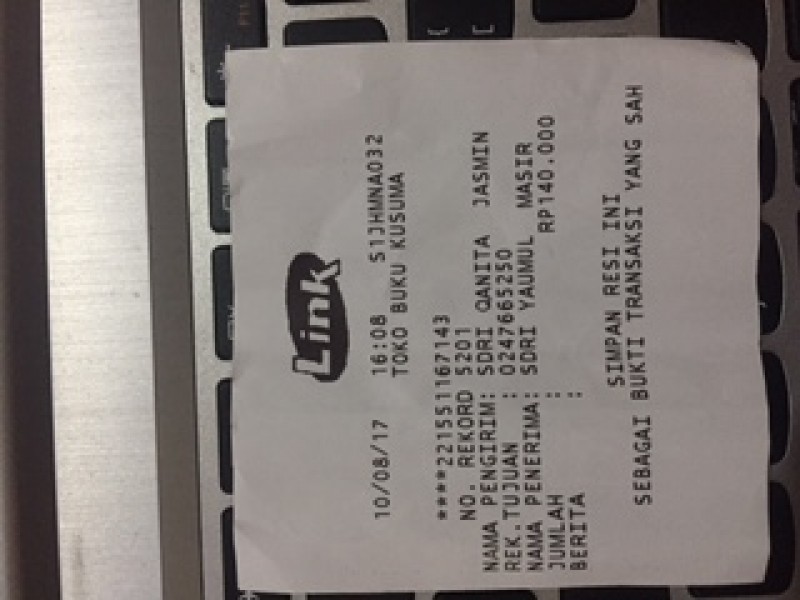 Link
10/08/17 16:08 S1JHMNA032
TOKO BUKU KUSUMA
****221551167143
NO. REKORD 5201
NAMA PENGIRIM: SDRI QANITA JASMIN
REK.TUJUAN : 0247665250
NAMA PENERIMA: SDRI YAUMUL MASIR
JUMLAH : RP140.000
BERITA :
SIMPAN RESI INI
SEBAGAI BUKTI TRANSAKSI YANG SAH